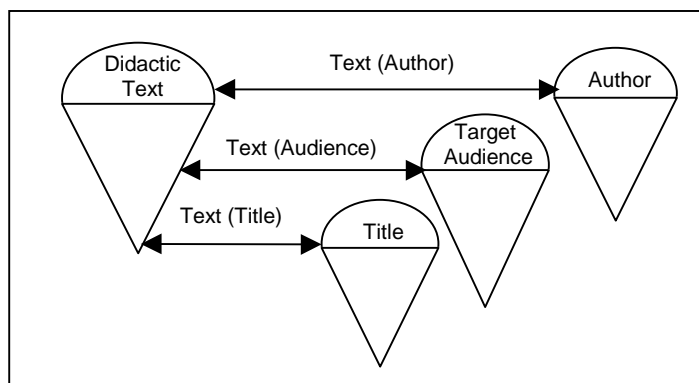 Didactic
Text
Text (Author)
Author
Text (Audience)
Target
Audience
Text (Title)
Title